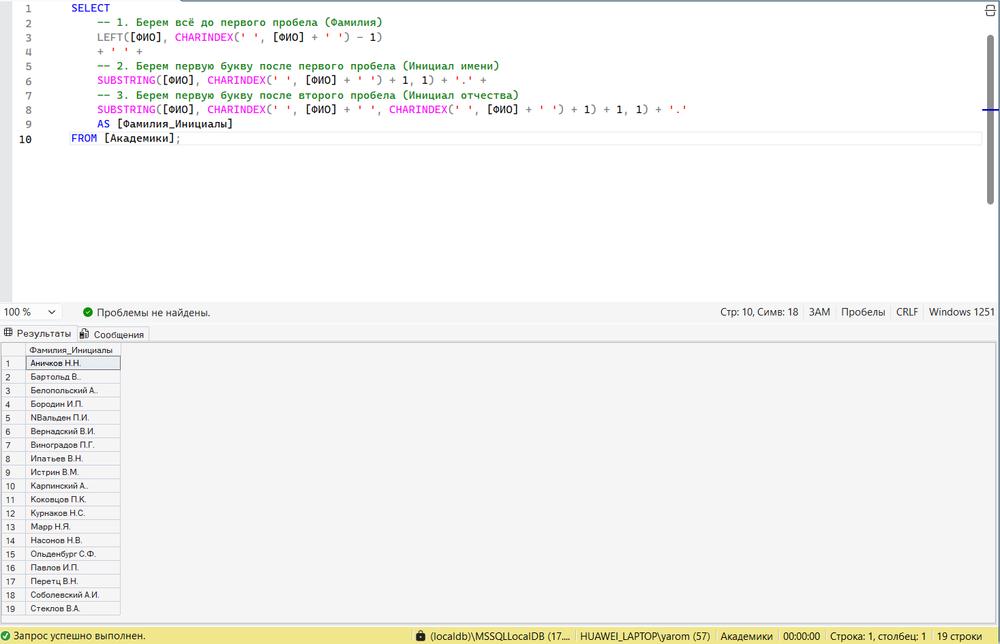 1 SELECT
2 -- 1. Берем всё до первого пробела (Фамилия)
3 LEFT([ФИО], CHARINDEX(' ', [ФИО] + ' ') - 1)
4 + ' ' +
5 -- 2. Берем первую букву после первого пробела (Инициал имени)
6 SUBSTRING([ФИО], CHARINDEX(' ', [ФИО] + ' ') + 1, 1) + '.' +
7 -- 3. Берем первую букву после второго пробела (Инициал отчества)
8 SUBSTRING([ФИО], CHARINDEX(' ', [ФИО] + ' ', CHARINDEX(' ', [ФИО] + ' ') + 1) + 1, 1) + '.'
9 AS [Фамилия_Инициалы]
10 FROM [Академики];
100 % Проблемы не найдены. Стр: 10, Симв: 18 ЗАМ Пробелы CRLF Windows 1251
Результаты Сообщения
Фамилия_Инициалы
1 Аничков Н.Н.
2 Бартольд В..
3 Белопольский А..
4 Бородин И.П.
5 NВальден П.И.
6 Вернадский В.И.
7 Виноградов П.Г.
8 Ипатьев В.Н.
9 Истрин В.М.
10 Карпинский А..
11 Коковцов П.К.
12 Курнаков Н.С.
13 Марр Н.Я.
14 Насонов Н.В.
15 Ольденбург С.Ф.
16 Павлов И.П.
17 Перетц В.Н.
18 Соболевский А.И.
19 Стеклов В.А.
Запрос успешно выполнен. (localdb)\MSSQLLocalDB (17.... HUAWEI_LAPTOP\yarom (57) Академики 00:00:00 Строка: 1, столбец: 1 19 строки